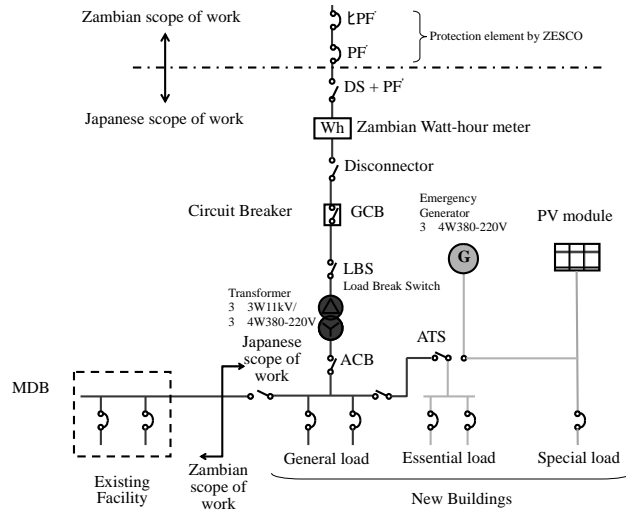 Zambian scope of work
PF'
Protection element by ZESCO
PF'
DS + PF'
Japanese scope of work
Wh
Zambian Watt-hour meter
Disconnector
Circuit Breaker
GCB
Emergency
Generator
3 4W380-220V
G
PV module
LBS
Load Break Switch
Transformer
3 3W11kV/
3 4W380-220V
ATS
Japanese
scope of
work
ACB
MDB
General load
Essential load
Special load
Existing
Facility
Zambian
scope of
work
New Buildings